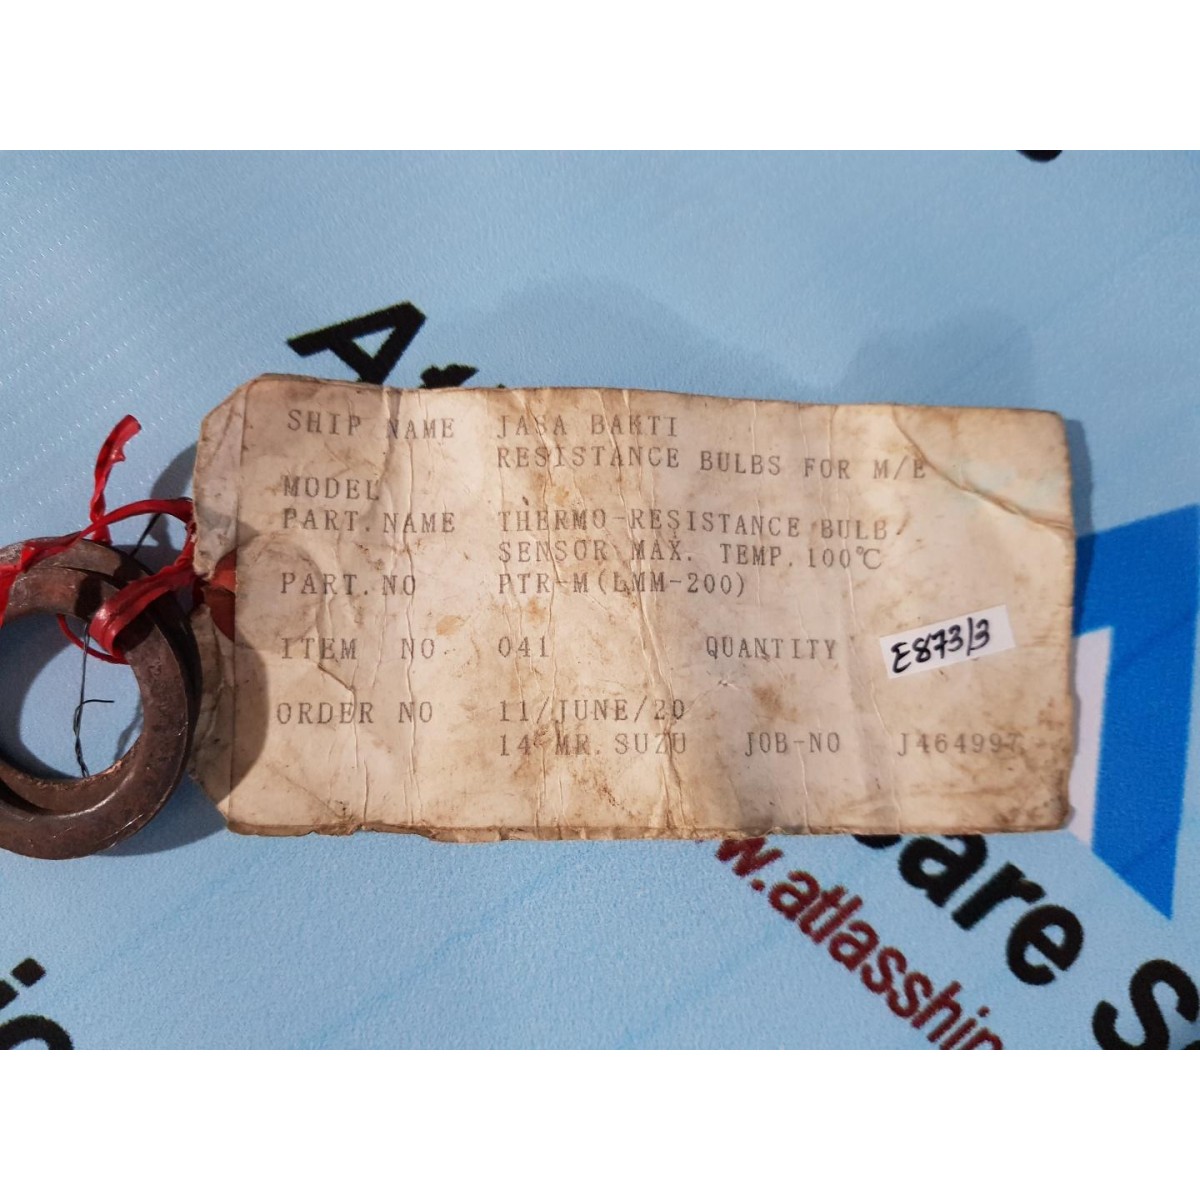 SHIP NAME JASA BAKTI
RESISTANCE BULBS FOR M/E
MODEL
PART. NAME THERMO-RESISTANCE BULB
SENSOR MAX. TEMP. 100℃
PART. NO PTR-M(LMM-200)
ITEM NO 041 QUANTITY
E873/3
ORDER NO 11/JUNE/20
14 MR. SUZU JOB-NO J464997
are S
w.atlasship